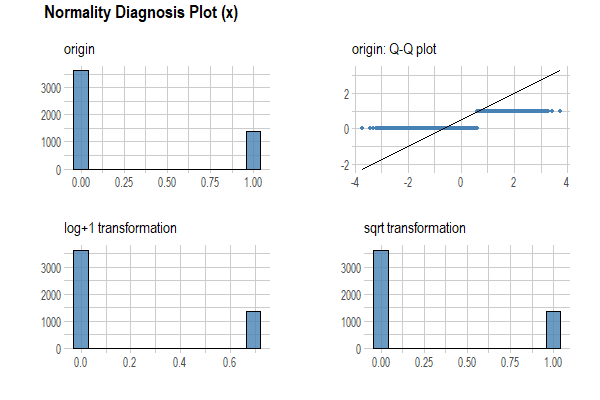 Normality Diagnosis Plot (x)
origin
3000
2000
1000
0
0.00 0.25 0.50 0.75 1.00
origin: Q-Q plot
2
0
-2
-4 -2 0 2 4
log+1 transformation
3000
2000
1000
0
0.0 0.2 0.4 0.6
sqrt transformation
3000
2000
1000
0
0.00 0.25 0.50 0.75 1.00